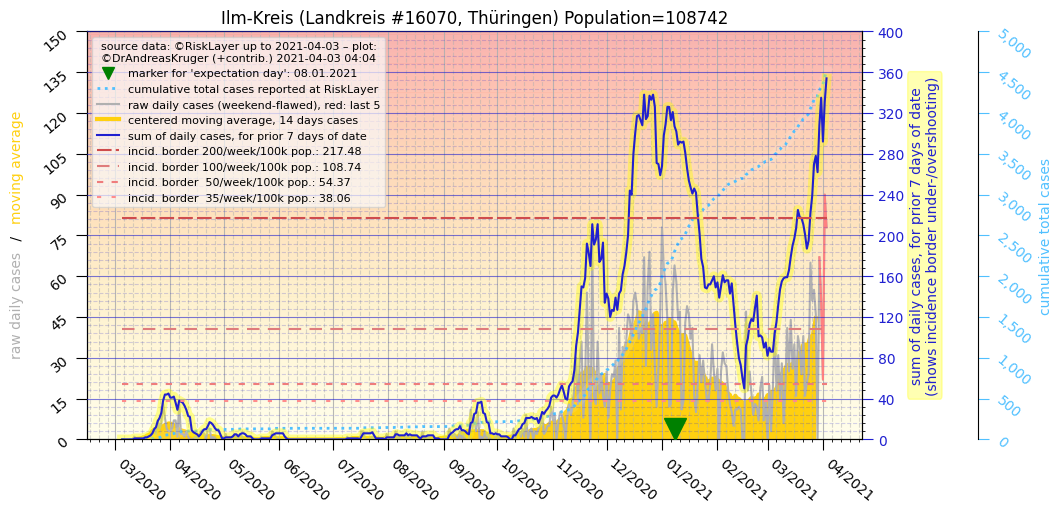 Ilm-Kreis (Landkreis #16070, Thüringen) Population=108742
source data: ©RiskLayer up to 2021-04-03 – plot:
©DrAndreasKruger (+contrib.) 2021-04-03 04:04
marker for 'expectation day': 08.01.2021
cumulative total cases reported at RiskLayer
raw daily cases (weekend-flawed), red: last 5
centered moving average, 14 days cases
sum of daily cases, for prior 7 days of date
incid. border 200/week/100k pop.: 217.48
incid. border 100/week/100k pop.: 108.74
incid. border  50/week/100k pop.: 54.37
incid. border  35/week/100k pop.: 38.06
raw daily cases / moving average
150
135
120
105
90
75
60
45
30
15
0
03/2020
04/2020
05/2020
06/2020
07/2020
08/2020
09/2020
10/2020
11/2020
12/2020
01/2021
02/2021
03/2021
04/2021
400
360
320
280
240
200
160
120
80
40
0
sum of daily cases, for prior 7 days of date
(shows incidence border under-/overshooting)
5,000
4,500
4,000
3,500
3,000
2,500
2,000
1,500
1,000
500
0
cumulative total cases